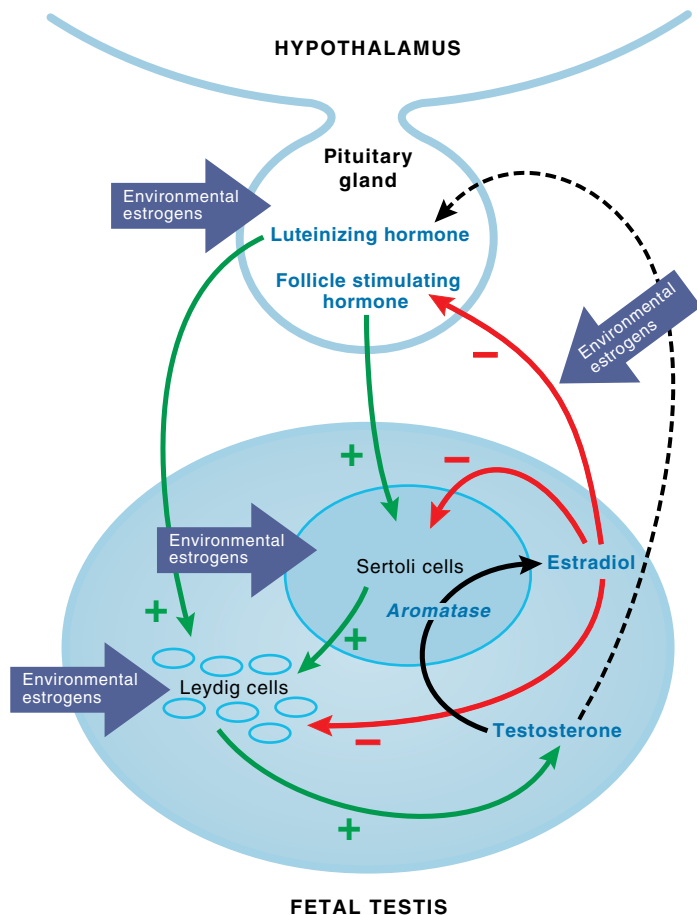 HYPOTHALAMUS
Pituitary
gland
Environmental
estrogens
Luteinizing hormone
Follicle stimulating
hormone
Environmental
estrogens
−
+
−
Environmental
estrogens
Sertoli cells
Estradiol
Aromatase
+
+
Environmental
estrogens
Leydig cells
Testosterone
−
+
FETAL TESTIS